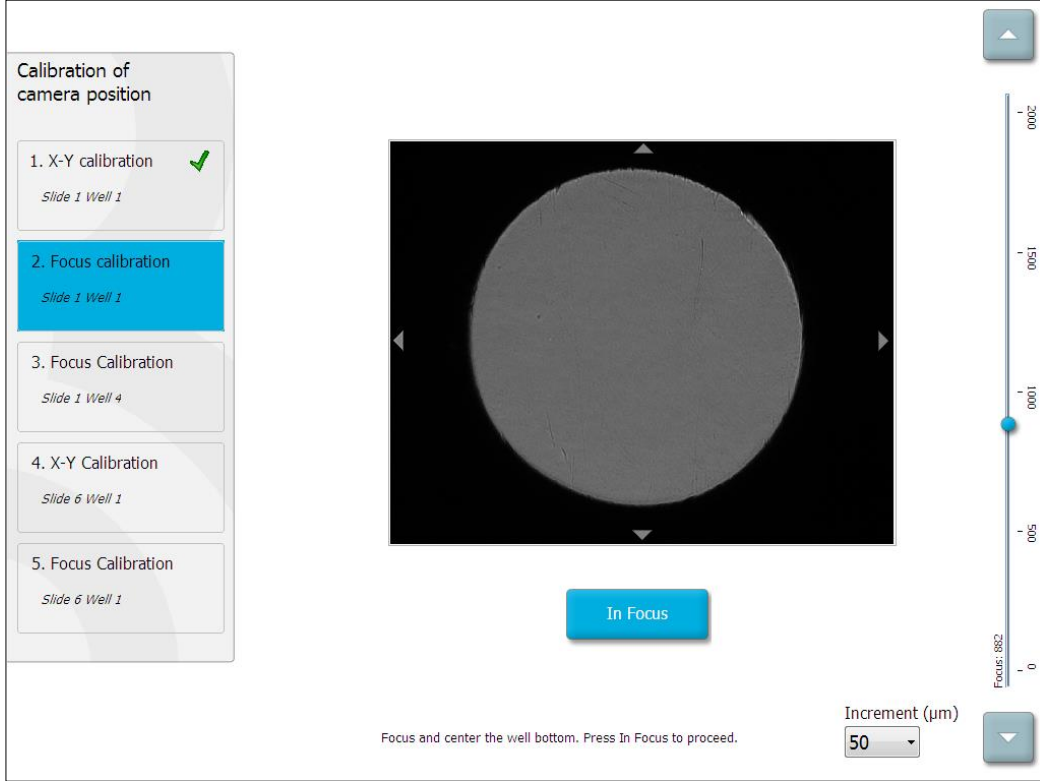 Calibration of
camera position
1. X-Y calibration
Slide 1 Well 1
2. Focus calibration
Slide 1 Well 1
3. Focus Calibration
Slide 1 Well 4
4. X-Y Calibration
Slide 6 Well 1
5. Focus Calibration
Slide 6 Well 1
In Focus
Focus and center the well bottom. Press In Focus to proceed.
2000
1500
1000
500
0
Focus: 882
Increment (µm)
50